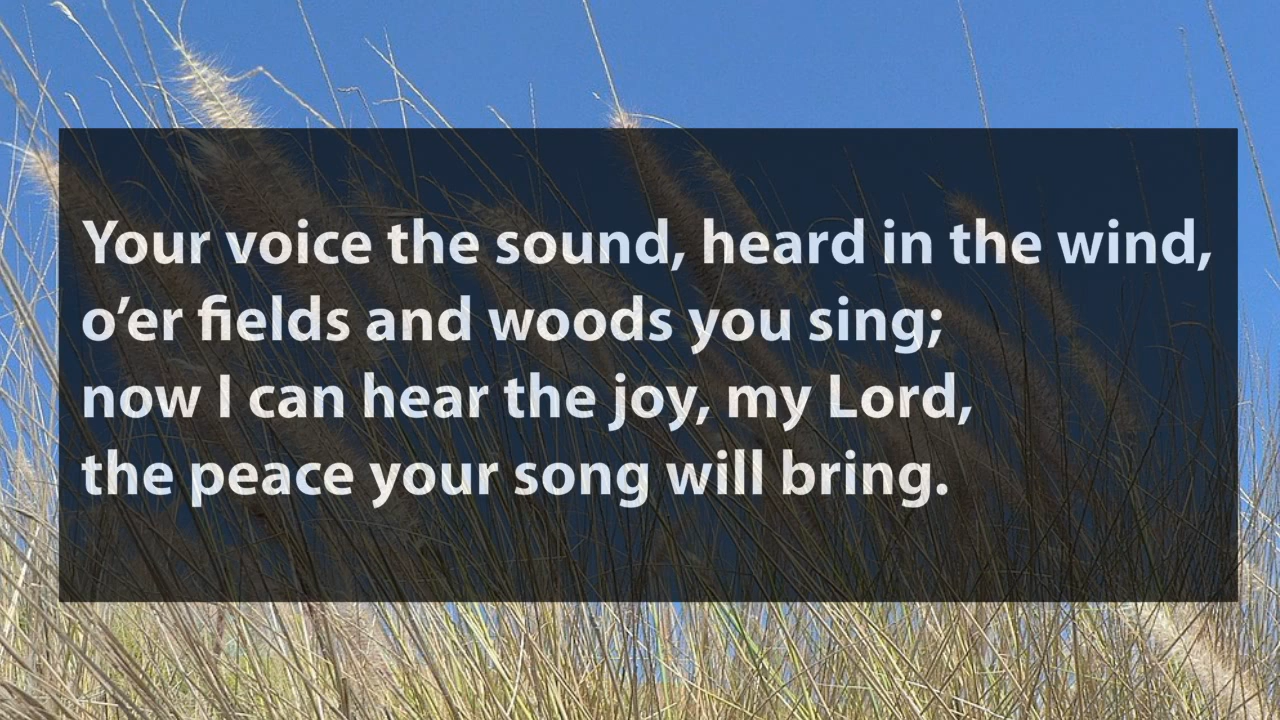 Your voice the sound, heard in the wind,
o’er fields and woods you sing;
now I can hear the joy, my Lord,
the peace your song will bring.